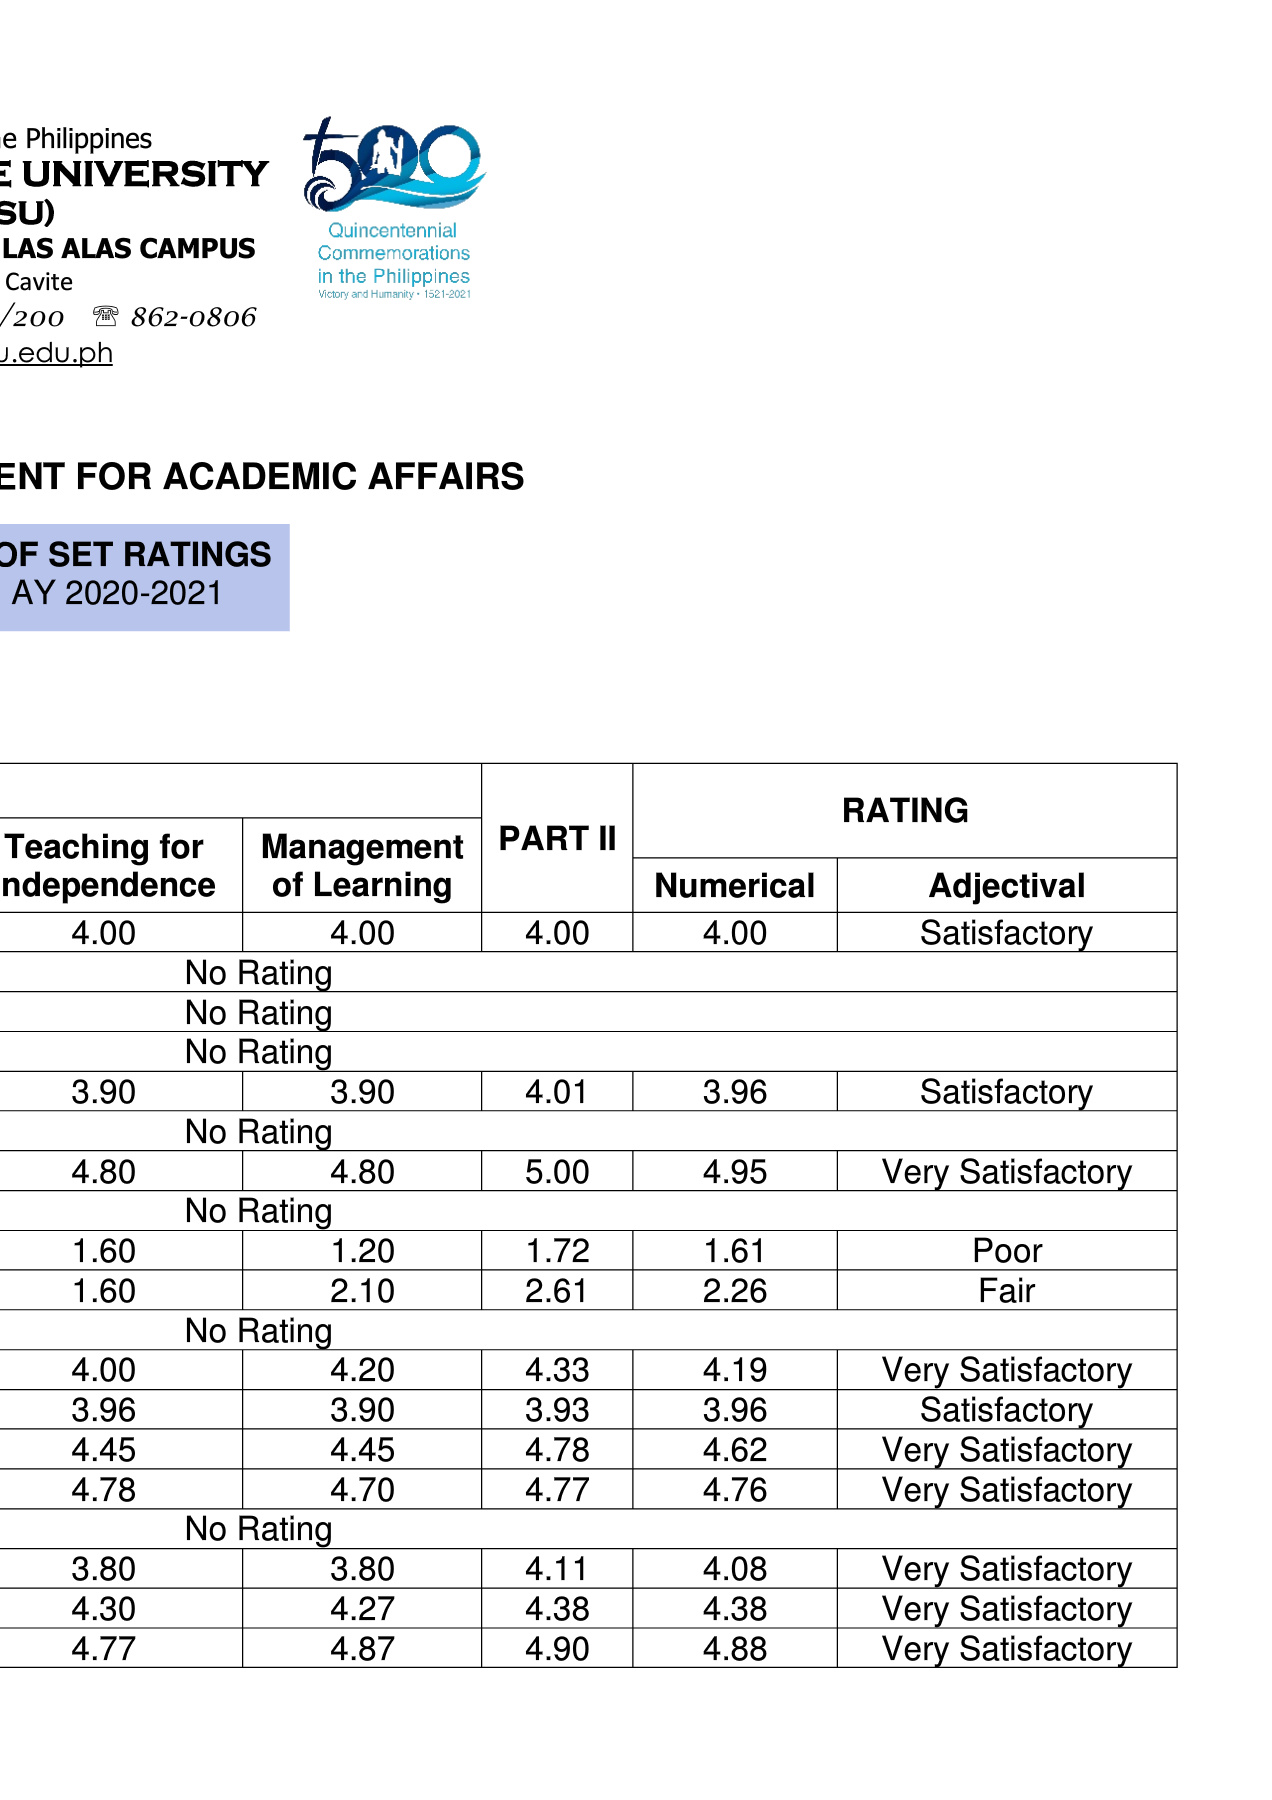 he Philippines
E UNIVERSITY
SU)
LAS ALAS CAMPUS
Cavite
/200 ☏ 862-0806
u.edu.ph
500
Quincentennial
Commemorations
in the Philippines
Victory and Humanity • 1521-2021
ENT FOR ACADEMIC AFFAIRS
OF SET RATINGS
AY 2020-2021
PART II RATING
Teaching for Management
ndependence of Learning
Numerical Adjectival
4.00 4.00 4.00 4.00 Satisfactory
No Rating
No Rating
No Rating
3.90 3.90 4.01 3.96 Satisfactory
No Rating
4.80 4.80 5.00 4.95 Very Satisfactory
No Rating
1.60 1.20 1.72 1.61 Poor
1.60 2.10 2.61 2.26 Fair
No Rating
4.00 4.20 4.33 4.19 Very Satisfactory
3.96 3.90 3.93 3.96 Satisfactory
4.45 4.45 4.78 4.62 Very Satisfactory
4.78 4.70 4.77 4.76 Very Satisfactory
No Rating
3.80 3.80 4.11 4.08 Very Satisfactory
4.30 4.27 4.38 4.38 Very Satisfactory
4.77 4.87 4.90 4.88 Very Satisfactory